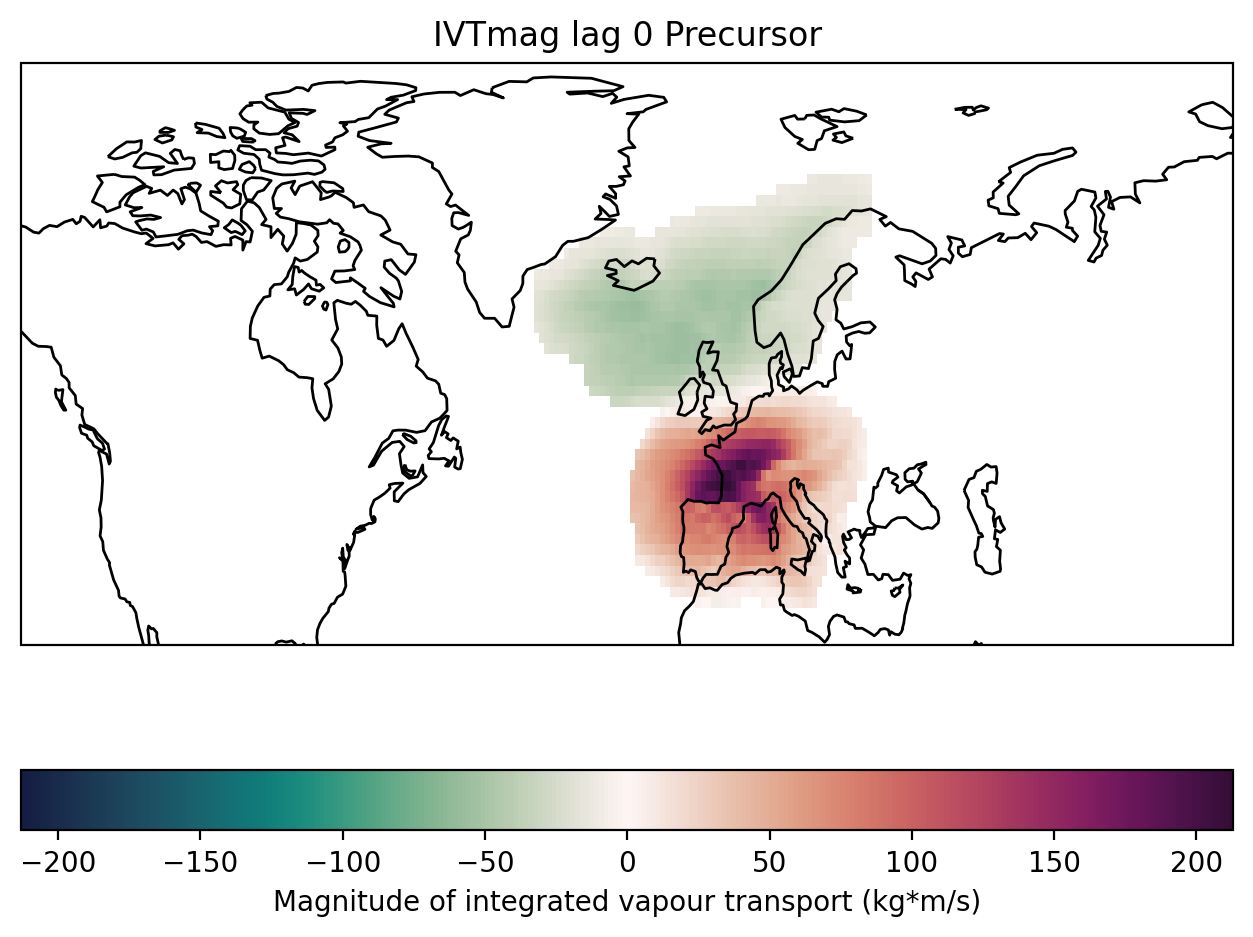 IVTmag lag 0 Precursor
−200 −150 −100 −50 0 50 100 150 200
Magnitude of integrated vapour transport (kg*m/s)